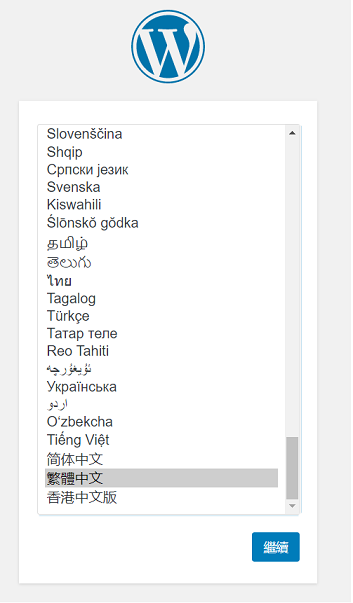 Slovenščina
Shqip
Српски језик
Svenska
Kiswahili
Ślōnskŏ gŏdka
தமிழ்
తెలుగు
ไทย
Tagalog
Türkçe
Татар теле
Reo Tahiti
ئۇيغۇرچە
Українська
اردو
O‘zbekcha
Tiếng Việt
简体中文
繁體中文
香港中文版
繼續